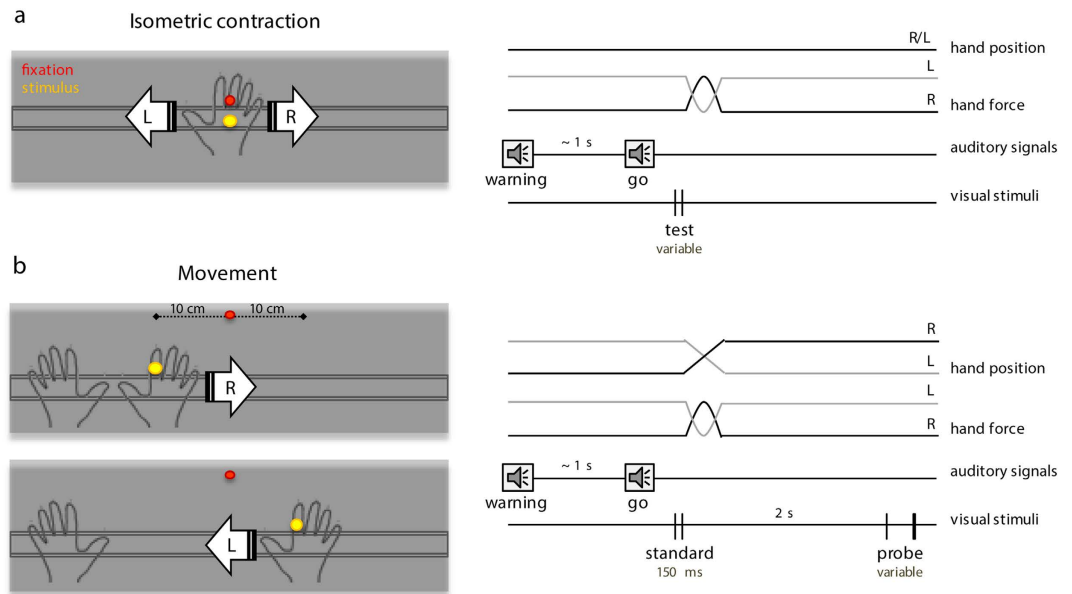 a
Isometric contraction
fixation
stimulus
L
R
R/L
hand position
L
R
hand force
~ 1 s
auditory signals
warning
go
visual stimuli
test
variable
b
Movement
10 cm
10 cm
R
L
R
L
hand position
L
R
hand force
~ 1 s
auditory signals
warning
go
2 s
visual stimuli
standard
probe
150 ms
variable